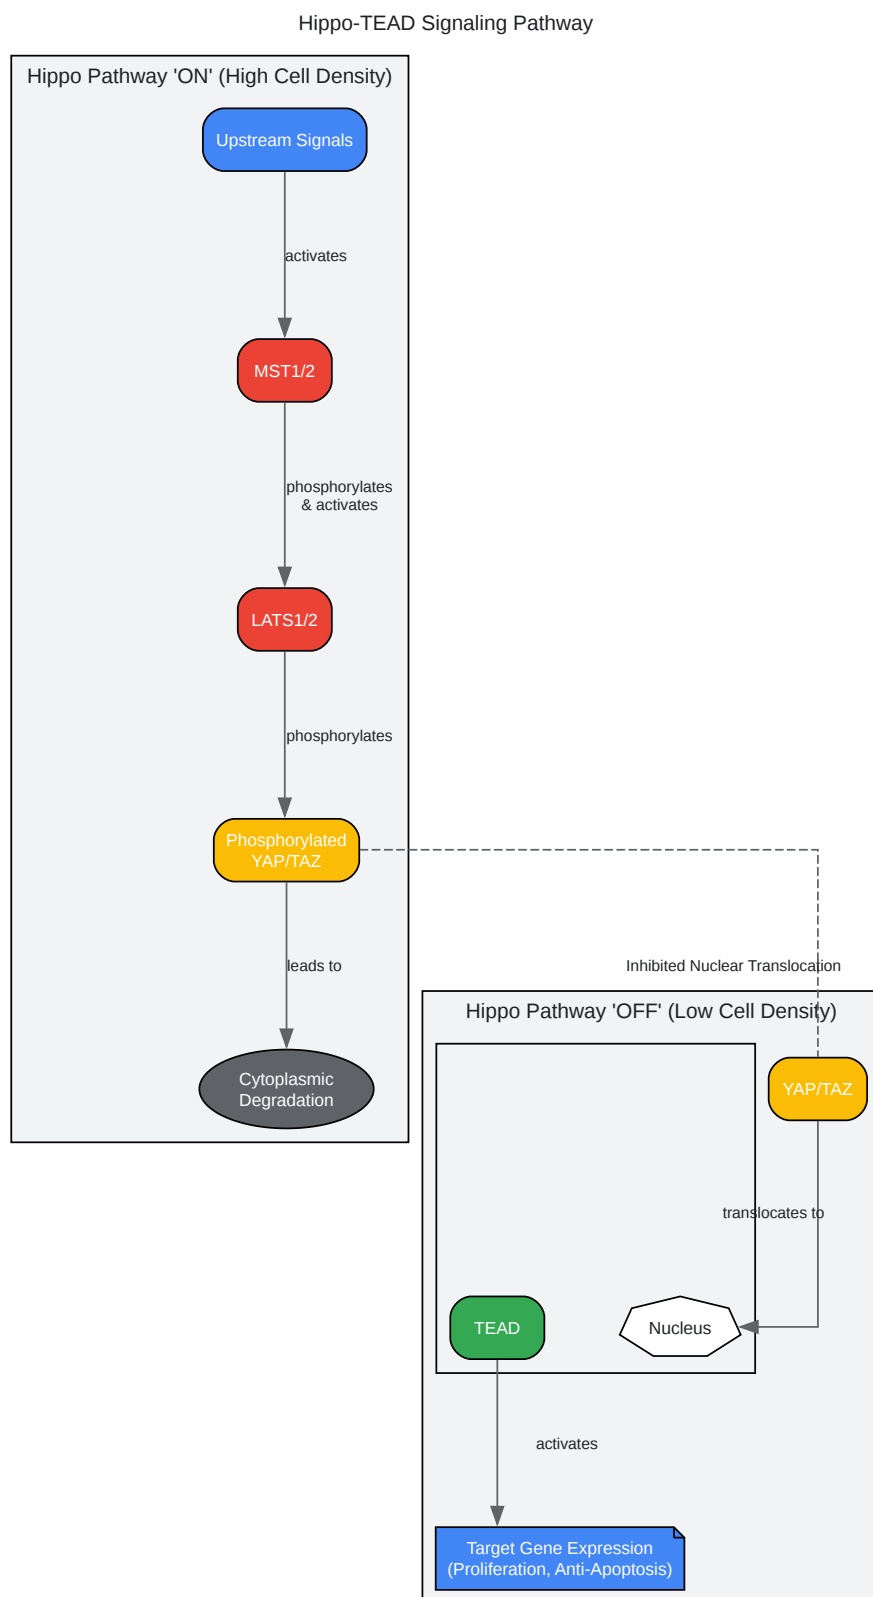 Hippo-TEAD Signaling Pathway
Hippo Pathway 'ON' (High Cell Density)
Upstream Signals
activates
MST1/2
phosphorylates
& activates
LATS1/2
phosphorylates
Phosphorylated
YAP/TAZ
leads to
Inhibited Nuclear Translocation
Cytoplasmic
Degradation
Hippo Pathway 'OFF' (Low Cell Density)
YAP/TAZ
translocates to
TEAD
Nucleus
activates
Target Gene Expression
(Proliferation, Anti-Apoptosis)